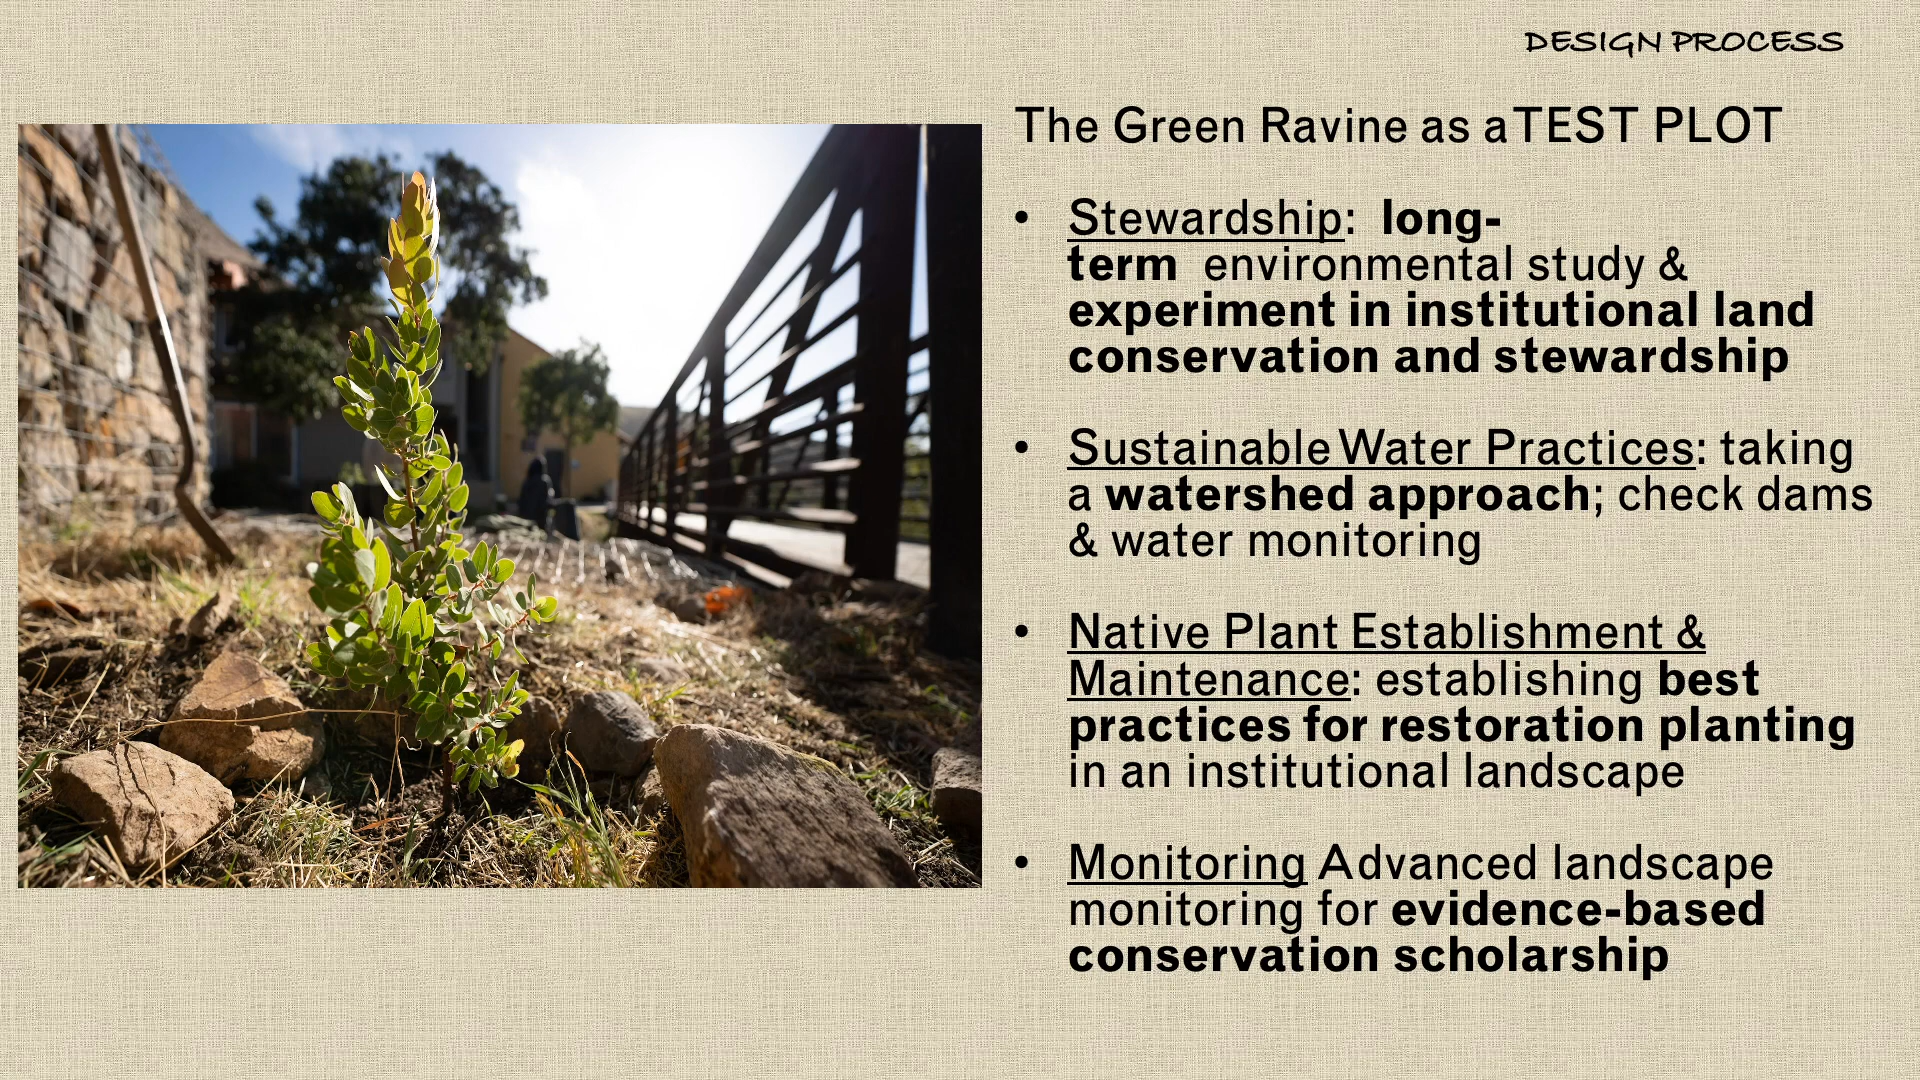 DESIGN PROCESS
The Green Ravine as a TEST PLOT
• Stewardship: long-
term environmental study &
experiment in institutional land
conservation and stewardship
• Sustainable Water Practices: taking
a watershed approach; check dams
& water monitoring
• Native Plant Establishment &
Maintenance: establishing best
practices for restoration planting
in an institutional landscape
• Monitoring Advanced landscape
monitoring for evidence-based
conservation scholarship